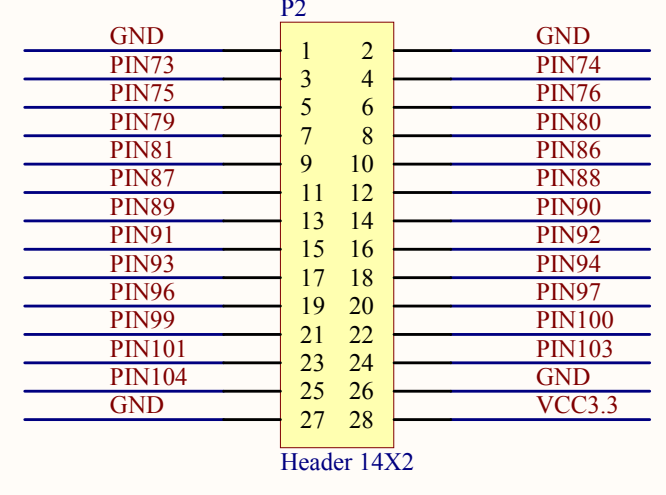 P2
GND 1 2 GND
PIN73 3 4 PIN74
PIN75 5 6 PIN76
PIN79 7 8 PIN80
PIN81 9 10 PIN86
PIN87 11 12 PIN88
PIN89 13 14 PIN90
PIN91 15 16 PIN92
PIN93 17 18 PIN94
PIN96 19 20 PIN97
PIN99 21 22 PIN100
PIN101 23 24 PIN103
PIN104 25 26 GND
GND 27 28 VCC3.3
Header 14X2